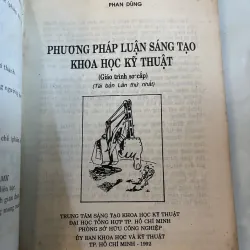 PHAN DŨNG
PHƯƠNG PHÁP LUẬN SÁNG TẠO
KHOA HỌC KỸ THUẬT
(Giáo trình sơ cấp)
(Tái bản lần thứ nhất)
TRUNG TÂM SÁNG TẠO KHOA HỌC KỸ THUẬT
ĐẠI HỌC TỔNG HỢP TP. HỒ CHÍ MINH
PHÒNG SỞ HỮU CÔNG NGHIỆP
ỦY BAN KHOA HỌC VÀ KỸ THUẬT
TP. HỒ CHÍ MINH - 1992